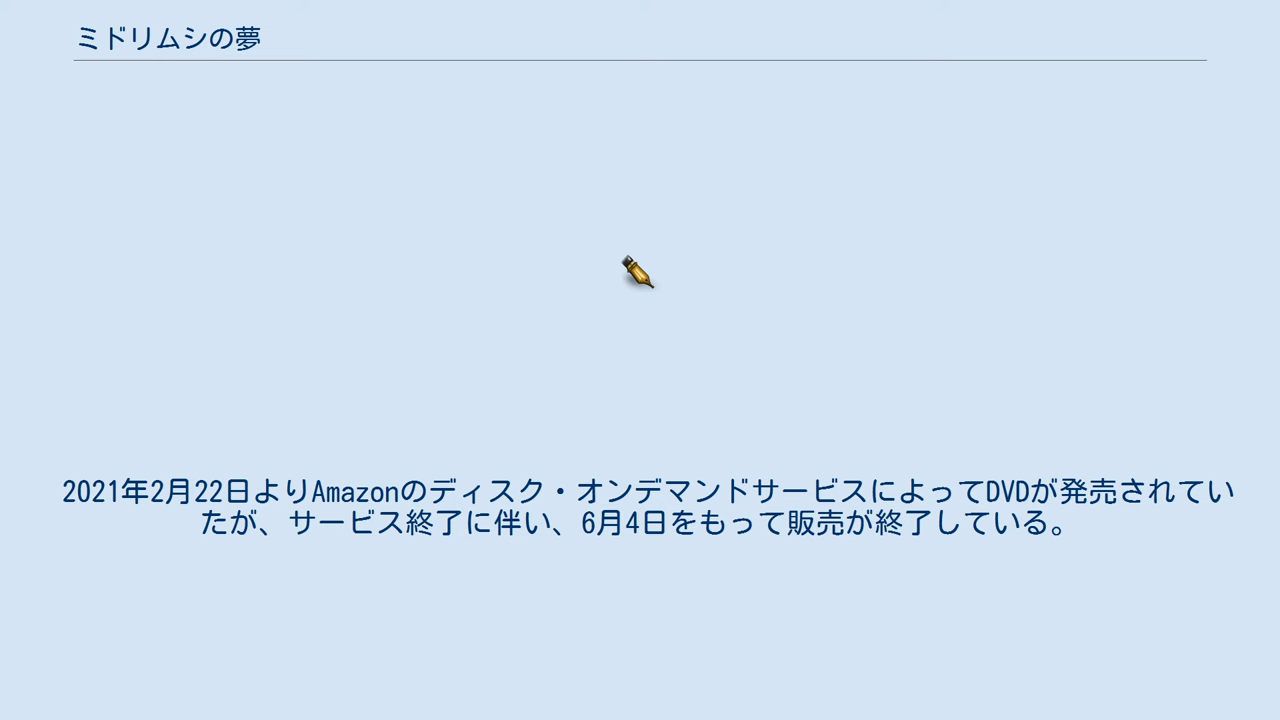 ミドリムシの夢
2021年2月22日よりAmazonのディスク・オンデマンドサービスによってDVDが発売されてい
たが、サービス終了に伴い、6月4日をもって販売が終了している。